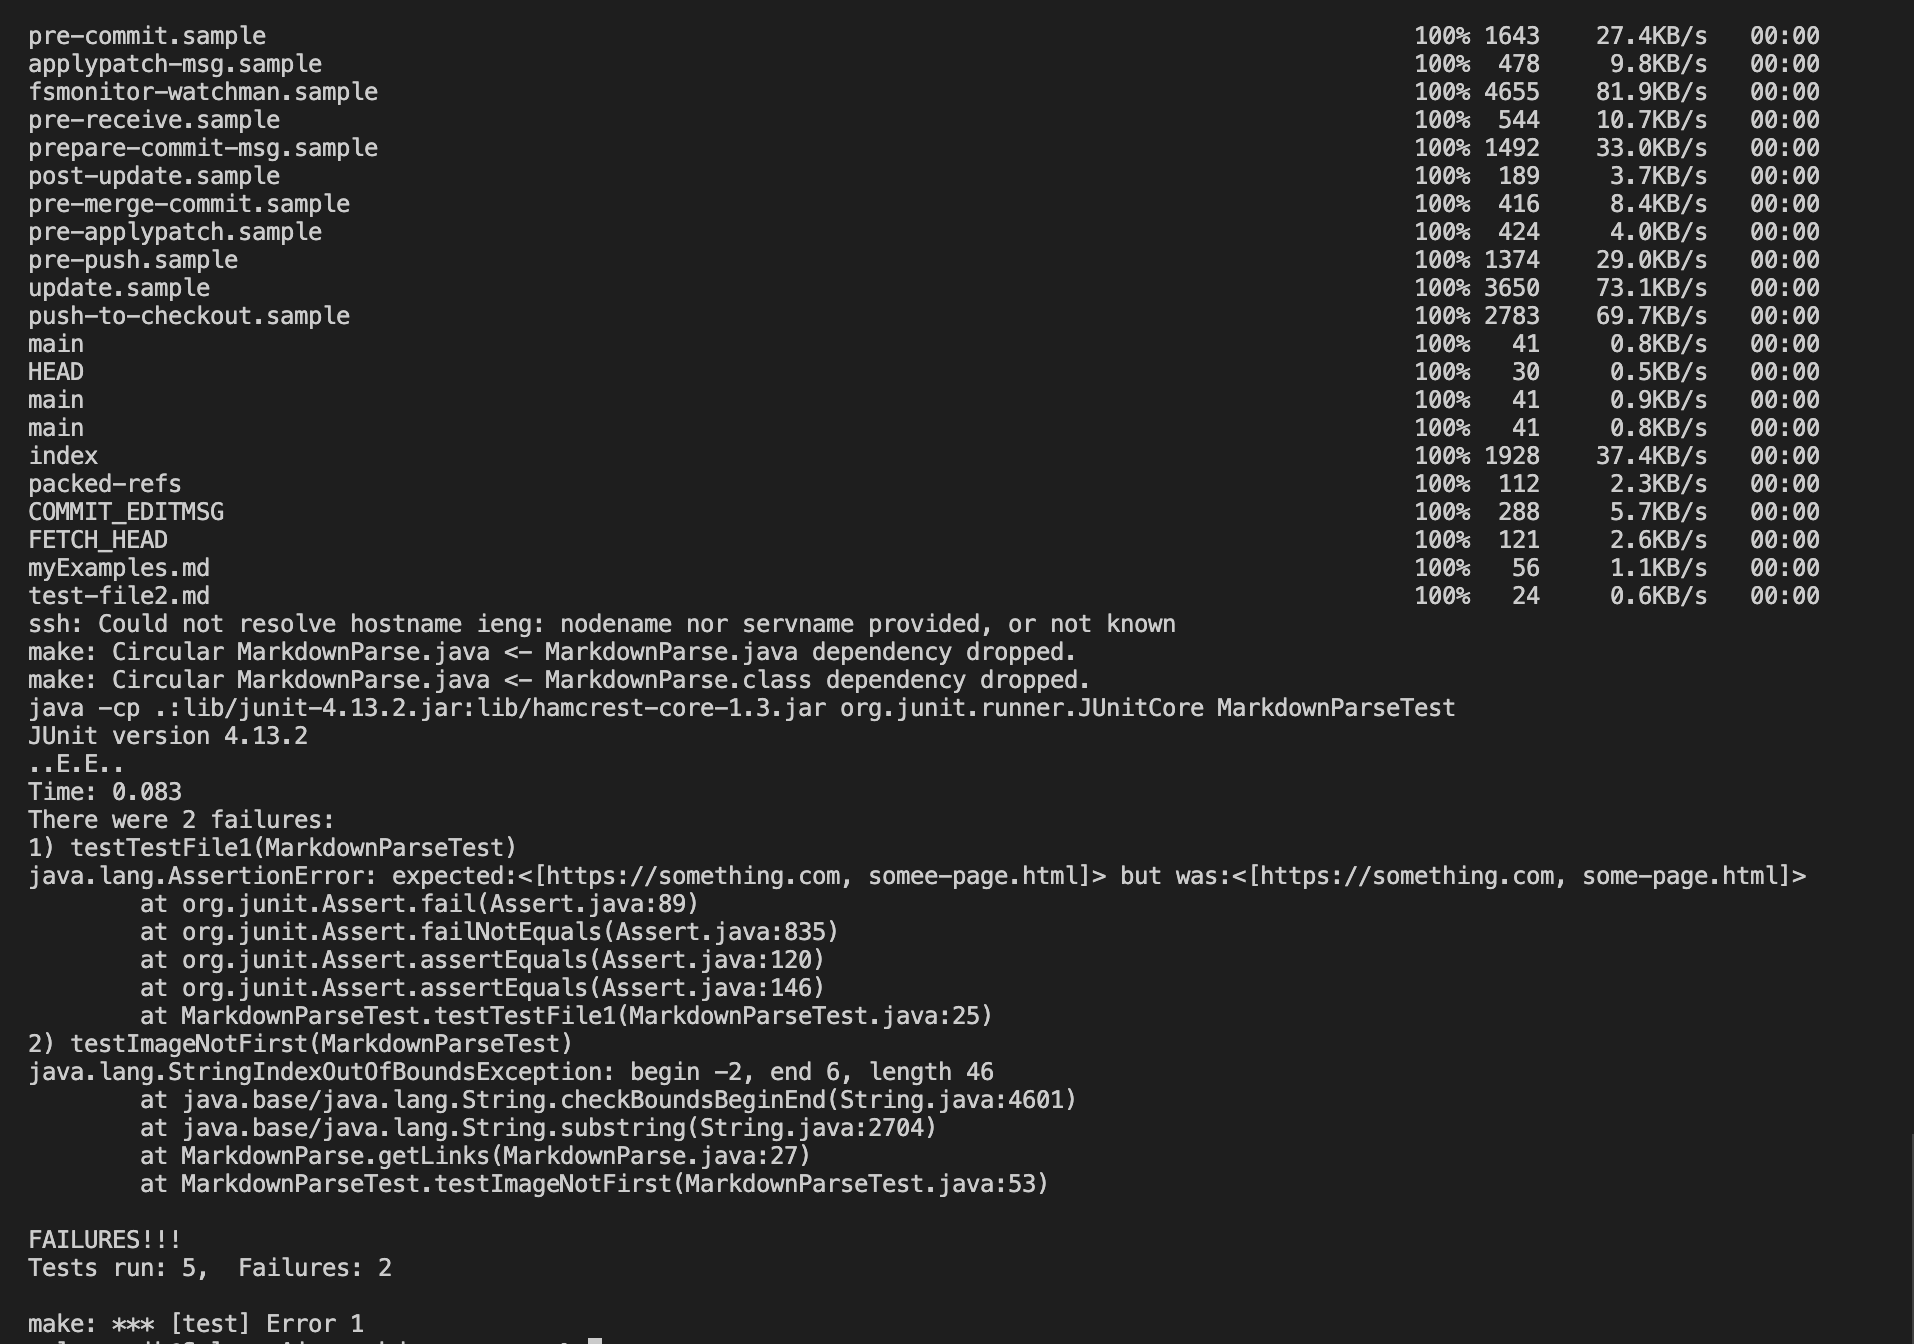 pre-commit.sample 100% 1643 27.4KB/s 00:00
applypatch-msg.sample 100% 478 9.8KB/s 00:00
fsmonitor-watchman.sample 100% 4655 81.9KB/s 00:00
pre-receive.sample 100% 544 10.7KB/s 00:00
prepare-commit-msg.sample 100% 1492 33.0KB/s 00:00
post-update.sample 100% 189 3.7KB/s 00:00
pre-merge-commit.sample 100% 416 8.4KB/s 00:00
pre-applypatch.sample 100% 424 4.0KB/s 00:00
pre-push.sample 100% 1374 29.0KB/s 00:00
update.sample 100% 3650 73.1KB/s 00:00
push-to-checkout.sample 100% 2783 69.7KB/s 00:00
main 100% 41 0.8KB/s 00:00
HEAD 100% 30 0.5KB/s 00:00
main 100% 41 0.9KB/s 00:00
main 100% 41 0.8KB/s 00:00
index 100% 1928 37.4KB/s 00:00
packed-refs 100% 112 2.3KB/s 00:00
COMMIT_EDITMSG 100% 288 5.7KB/s 00:00
FETCH_HEAD 100% 121 2.6KB/s 00:00
myExamples.md 100% 56 1.1KB/s 00:00
test-file2.md 100% 24 0.6KB/s 00:00
ssh: Could not resolve hostname ieng: nodename nor servname provided, or not known
make: Circular MarkdownParse.java <- MarkdownParse.java dependency dropped.
make: Circular MarkdownParse.java <- MarkdownParse.class dependency dropped.
java -cp .:lib/junit-4.13.2.jar:lib/hamcrest-core-1.3.jar org.junit.runner.JUnitCore MarkdownParseTest
JUnit version 4.13.2
..E.E..
Time: 0.083
There were 2 failures:
1) testTestFile1(MarkdownParseTest)
java.lang.AssertionError: expected:<[https://something.com, somee-page.html]> but was:<[https://something.com, some-page.html]>
at org.junit.Assert.fail(Assert.java:89)
at org.junit.Assert.failNotEquals(Assert.java:835)
at org.junit.Assert.assertEquals(Assert.java:120)
at org.junit.Assert.assertEquals(Assert.java:146)
at MarkdownParseTest.testTestFile1(MarkdownParseTest.java:25)
2) testImageNotFirst(MarkdownParseTest)
java.lang.StringIndexOutOfBoundsException: begin -2, end 6, length 46
at java.base/java.lang.String.checkBoundsBeginEnd(String.java:4601)
at java.base/java.lang.String.substring(String.java:2704)
at MarkdownParse.getLinks(MarkdownParse.java:27)
at MarkdownParseTest.testImageNotFirst(MarkdownParseTest.java:53)
FAILURES!!!
Tests run: 5, Failures: 2
make: *** [test] Error 1